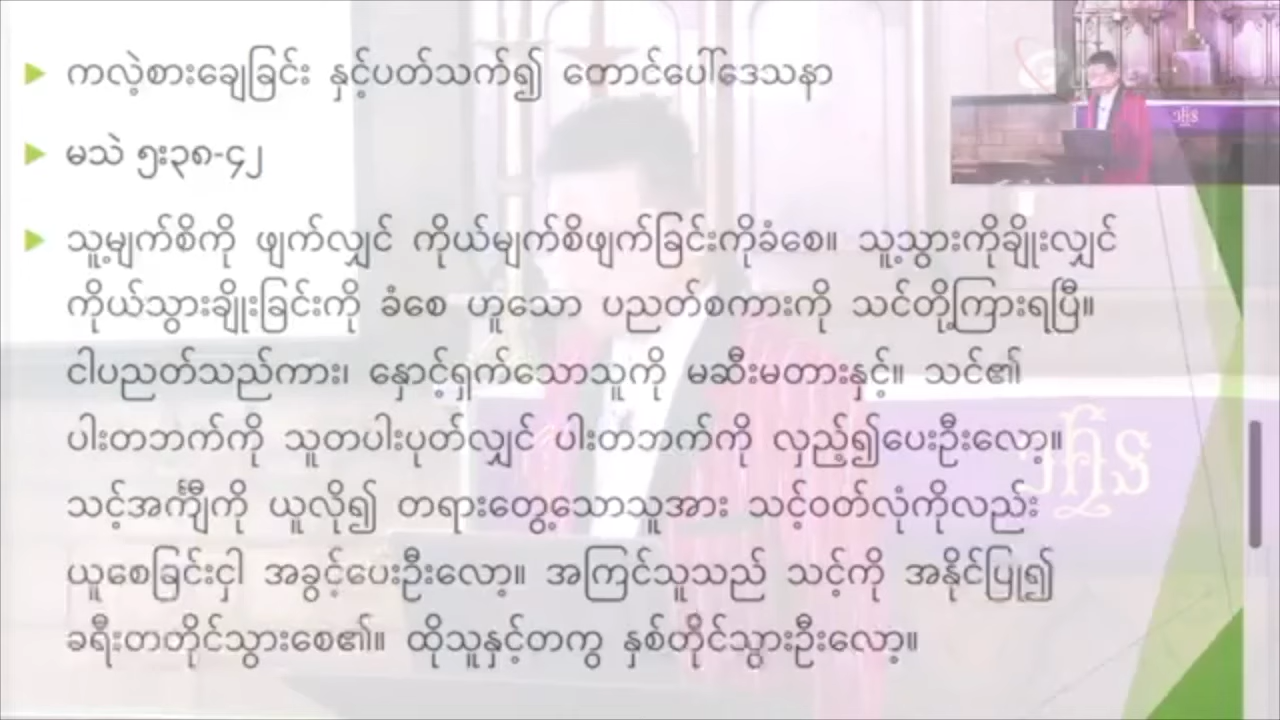 ကလဲ့စားချေခြင်း နှင့်ပတ်သက်၍ တောင်ပေါ်ဒေသနာ
မသဲ ၅း၃၈-၄၂
သူ့မျက်စိကို ဖျက်လျှင် ကိုယ်မျက်စိဖျက်ခြင်းကိုခံစေ။ သူ့သွားကိုချိုးလျှင်
ကိုယ်သွားချိုးခြင်းကို ခံစေ ဟူသော ပညတ်စကားကို သင်တို့ကြားရပြီ။
ငါပညတ်သည်ကား၊ နှောင့်ရှက်သောသူကို မဆီးမတားနှင့်။ သင်၏
ပါးတဘက်ကို သူတပါးပုတ်လျှင် ပါးတဘက်ကို လှည့်၍ပေးဦးလော့။
သင့်အင်္ကျီကို ယူလို၍ တရားတွေ့သောသူအား သင့်ဝတ်လုံကိုလည်း
ယူစေခြင်းငှါ အခွင့်ပေးဦးလော့။ အကြင်သူသည် သင့်ကို အနိုင်ပြု၍
ခရီးတတိုင်သွားစေ၏။ ထိုသူနှင့်တကွ နှစ်တိုင်သွားဦးလော့။